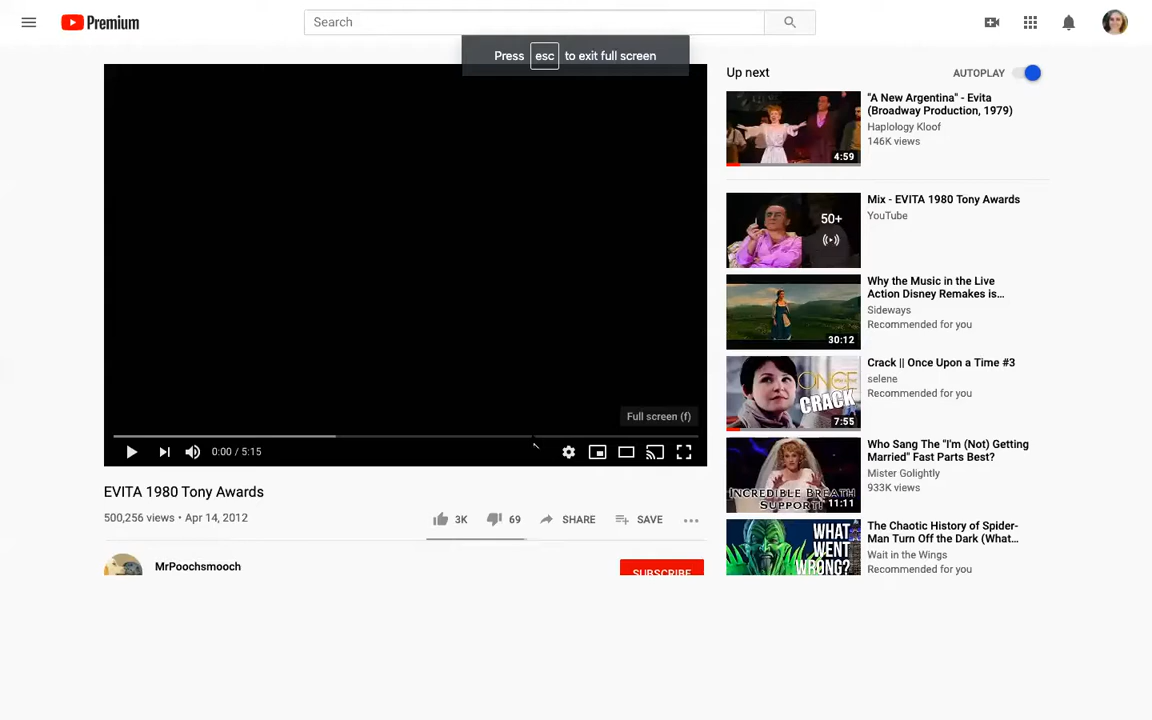 Premium
Search
Press esc to exit full screen
Up next
AUTOPLAY
"A New Argentina" - Evita
(Broadway Production, 1979)
Haplology Kloof
146K views
4:59
Mix - EVITA 1980 Tony Awards
YouTube
50+
Why the Music in the Live
Action Disney Remakes is...
Sideways
Recommended for you
30:12
Crack || Once Upon a Time #3
selene
Recommended for you
ONCE
CRACK
7:55
Who Sang The "I'm (Not) Getting
Married" Fast Parts Best?
Mister Golightly
933K views
INCREDIBLE BREATH
SUPPORT!
11:11
The Chaotic History of Spider-
Man Turn Off the Dark (What...
Wait in the Wings
Recommended for you
WHAT
WENT
WRONG?
Full screen (f)
0:00 / 5:15
EVITA 1980 Tony Awards
500,256 views • Apr 14, 2012
3K
69
SHARE
SAVE
MrPoochsmooch
SUBSCRIBE